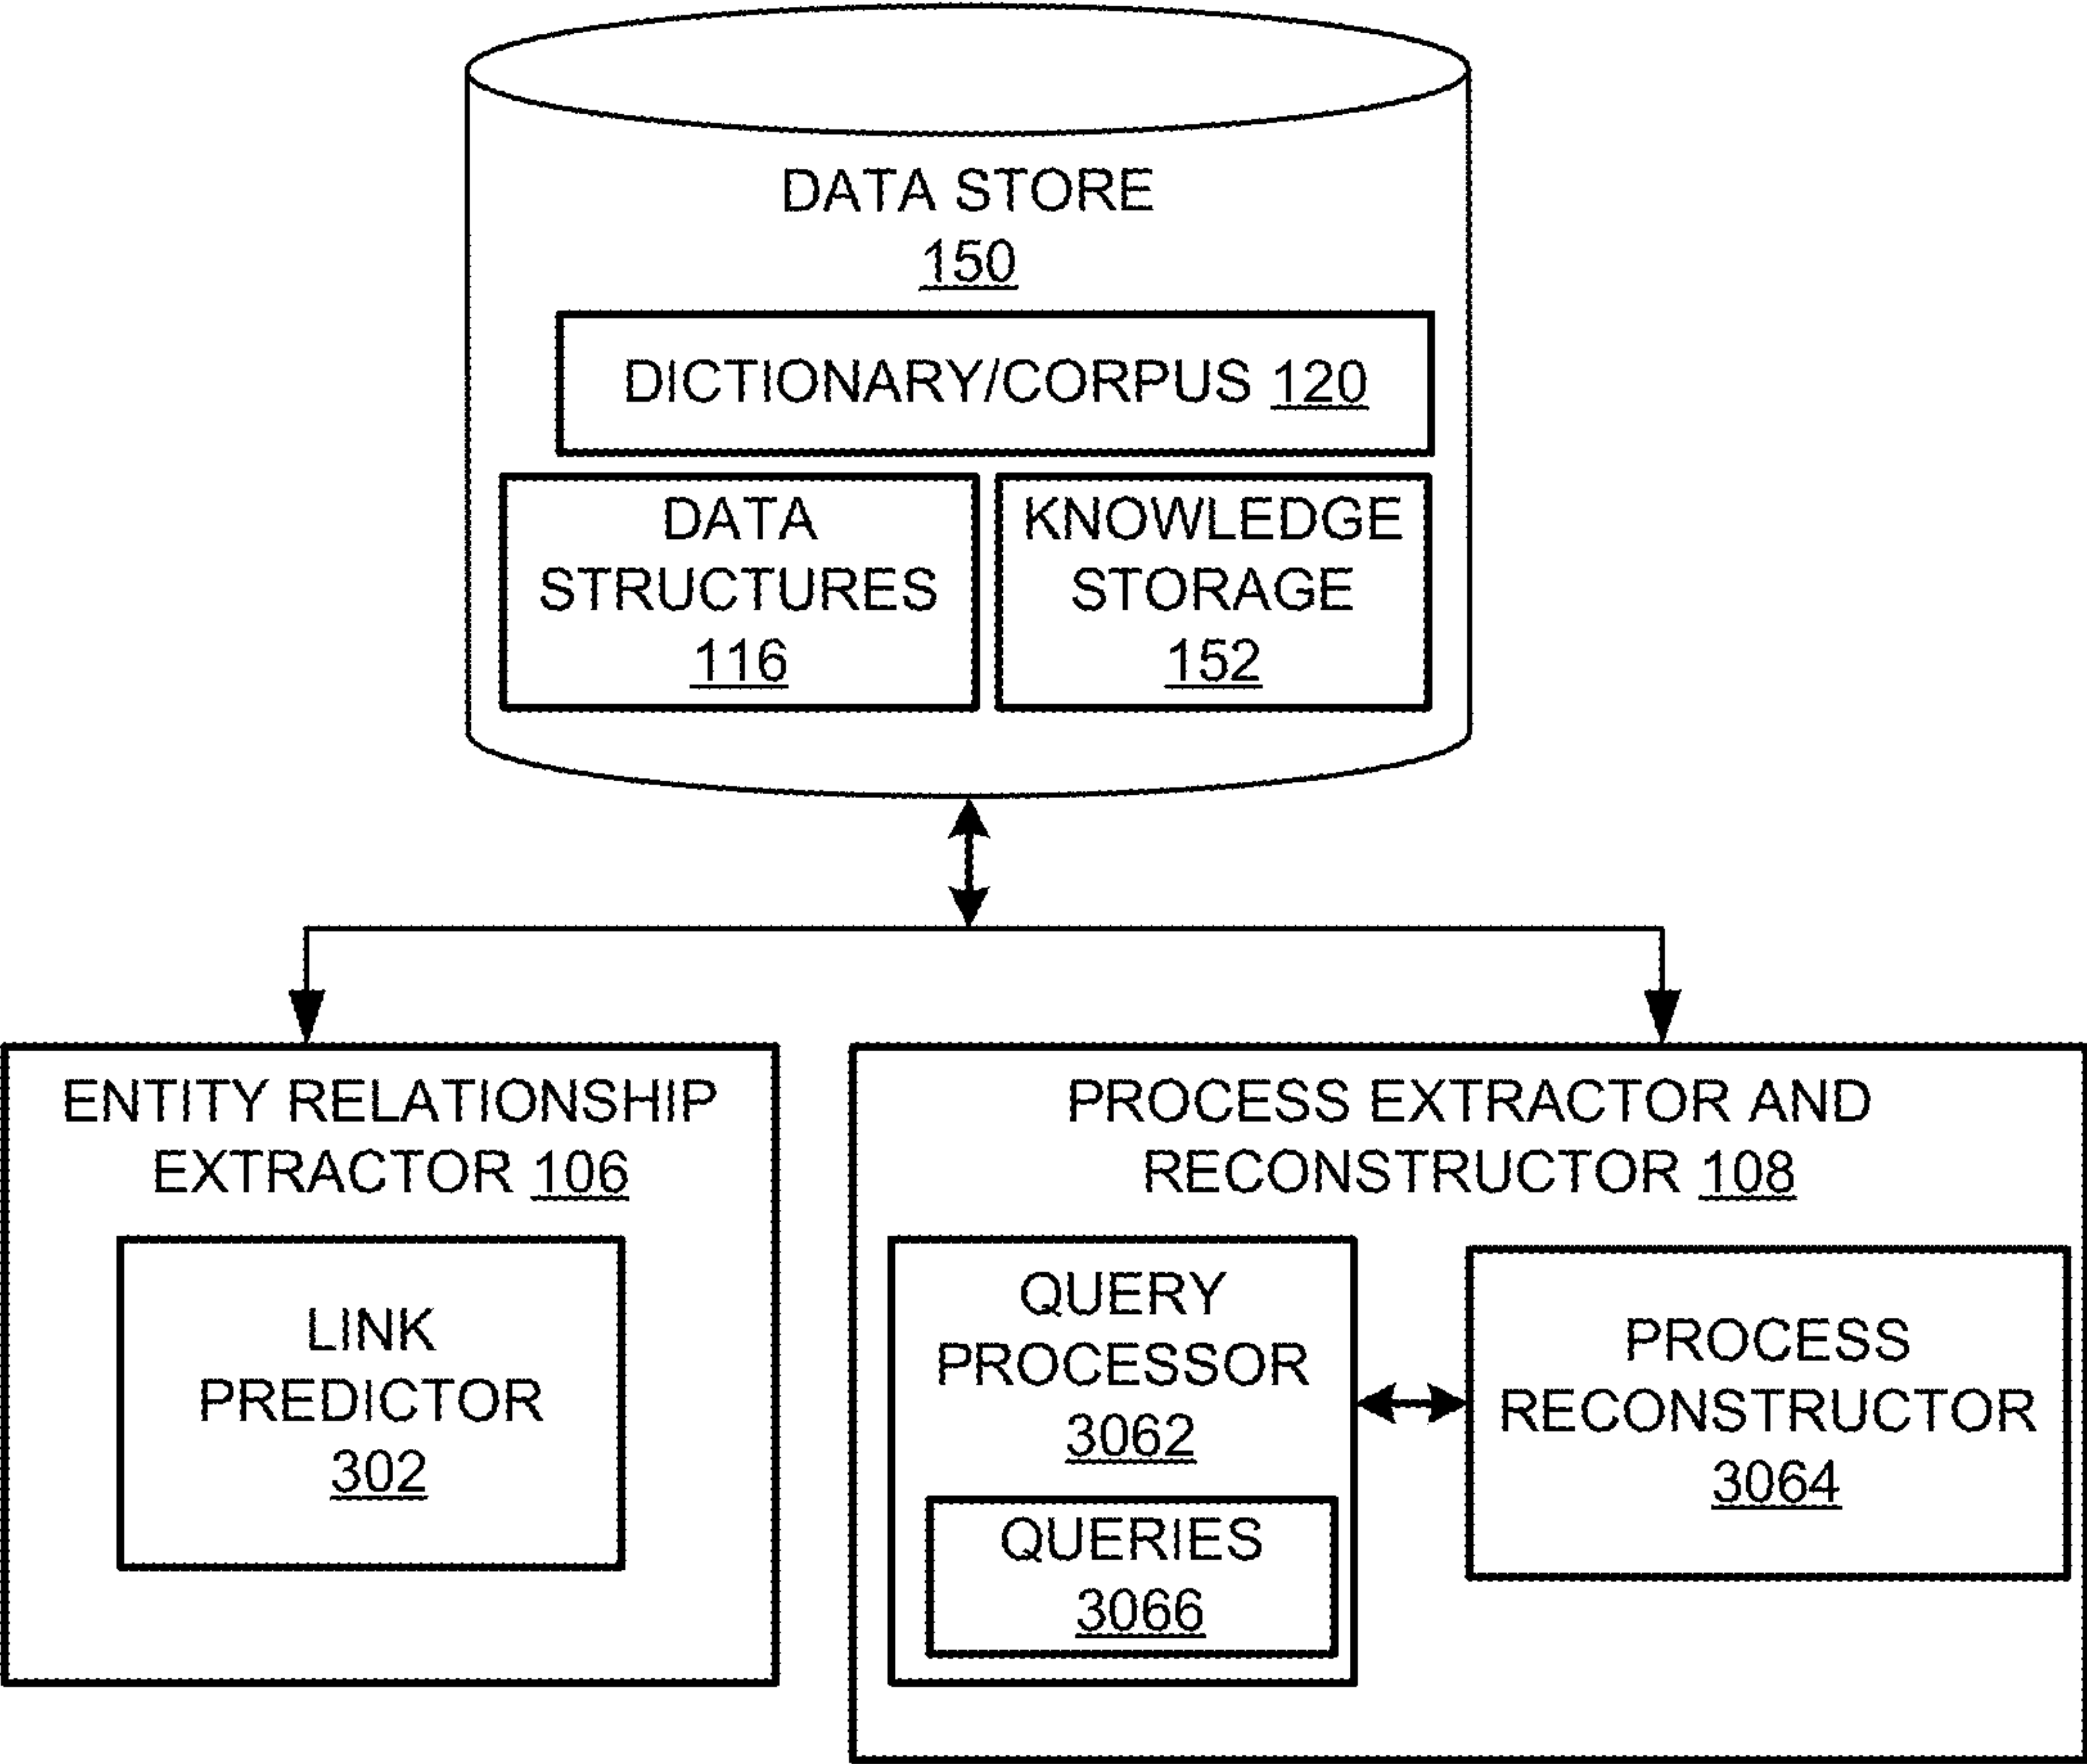 DATA STORE
150
DICTIONARY/CORPUS 120
DATA
STRUCTURES
116
KNOWLEDGE
STORAGE
152
ENTITY RELATIONSHIP
EXTRACTOR 106
LINK
PREDICTOR
302
PROCESS EXTRACTOR AND
RECONSTRUCTOR 108
QUERY
PROCESSOR
3062
QUERIES
3066
PROCESS
RECONSTRUCTOR
3064